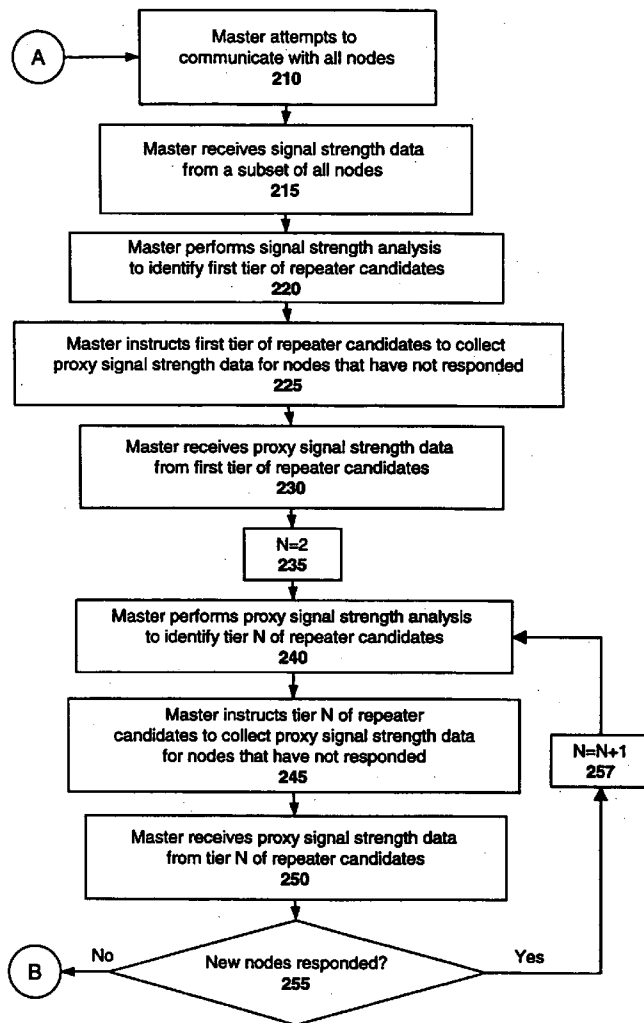 A
Master attempts to
communicate with all nodes
210
Master receives signal strength data
from a subset of all nodes
215
Master performs signal strength analysis
to identify first tier of repeater candidates
220
Master instructs first tier of repeater candidates to collect
proxy signal strength data for nodes that have not responded
225
Master receives proxy signal strength data
from first tier of repeater candidates
230
N=2
235
Master performs proxy signal strength analysis
to identify tier N of repeater candidates
240
Master instructs tier N of repeater
candidates to collect proxy signal strength data
for nodes that have not responded
245
N=N+1
257
Master receives proxy signal strength data
from tier N of repeater candidates
250
B
No
New nodes responded?
255
Yes